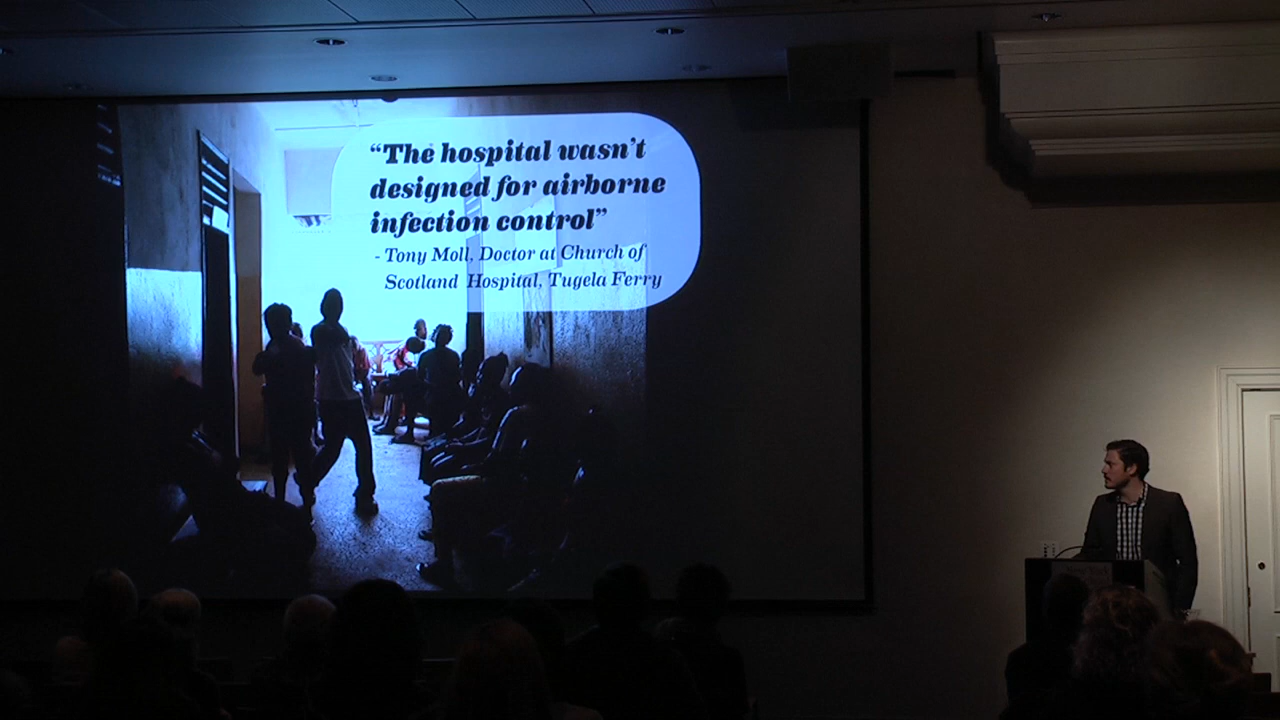 “The hospital wasn’t
designed for airborne
infection control”
- Tony Moll, Doctor at Church of
Scotland Hospital, Tugela Ferry